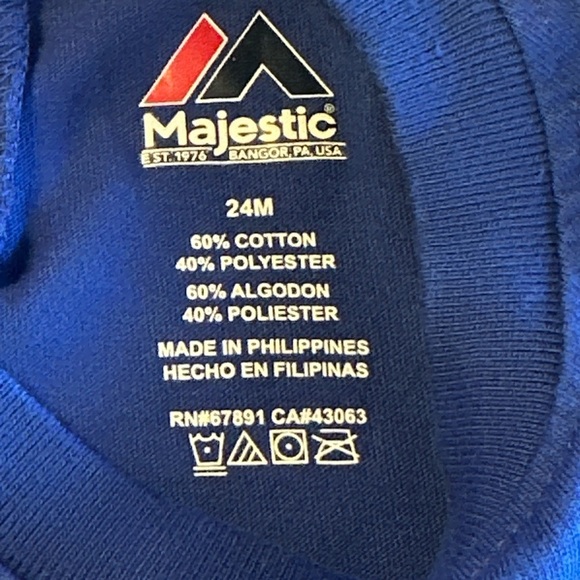 Majestic®
EST. 1976 BANGOR, PA, USA
24M
60% COTTON
40% POLYESTER
60% ALGODON
40% POLIESTER
MADE IN PHILIPPINES
HECHO EN FILIPINAS
RN#67891 CA#43063